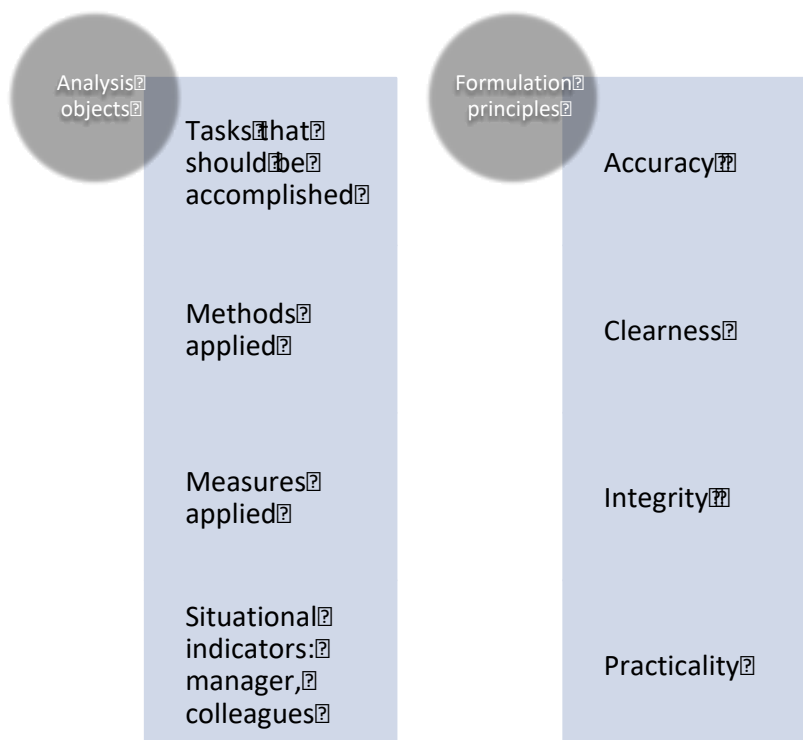 Analysis
objects
Tasks that
should be
accomplished
Methods
applied
Measures
applied
Situational
indicators:
manager,
colleagues
Formulation
principles
Accuracy
Clearness
Integrity
Practicality